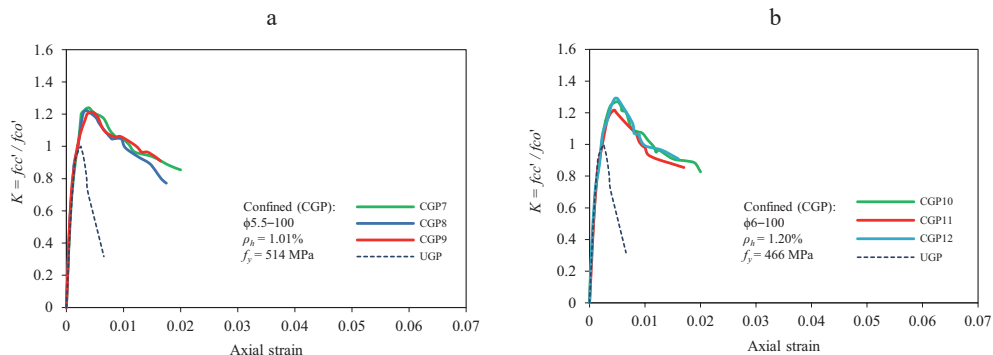 a
1.6
1.4
1.2
1
0.8
0.6
0.4
0.2
0
K = fcc' / fco'
0 0.01 0.02 0.03 0.04 0.05 0.06 0.07
Axial strain
Confined (CGP):
ϕ5.5–100
ρh = 1.01%
fy = 514 MPa
CGP7
CGP8
CGP9
UGP
b
1.6
1.4
1.2
1
0.8
0.6
0.4
0.2
0
K = fcc' / fco'
0 0.01 0.02 0.03 0.04 0.05 0.06 0.07
Axial strain
Confined (CGP):
ϕ6–100
ρh = 1.20%
fy = 466 MPa
CGP10
CGP11
CGP12
UGP